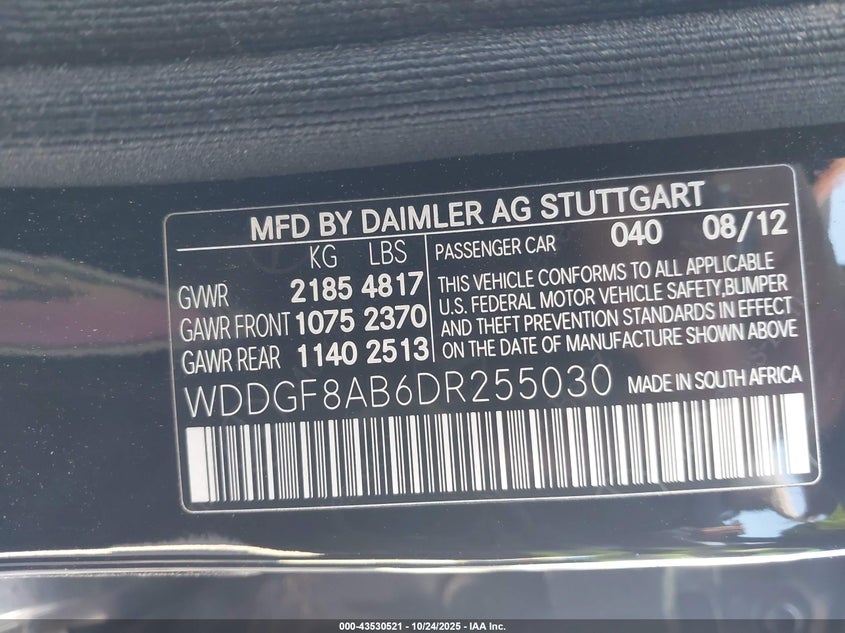 MFD BY DAIMLER AG STUTTGART
KG LBS
GVWR 2185 4817
GAWR FRONT 1075 2370
GAWR REAR 1140 2513
PASSENGER CAR 040 08/12
THIS VEHICLE CONFORMS TO ALL APPLICABLE
U.S. FEDERAL MOTOR VEHICLE SAFETY,BUMPER
AND THEFT PREVENTION STANDARDS IN EFFECT
ON THE DATE OF MANUFACTURE SHOWN ABOVE
WDDGF8AB6DR255030 MADE IN SOUTH AFRICA
000-43530521 - 10/24/2025 - IAA Inc.